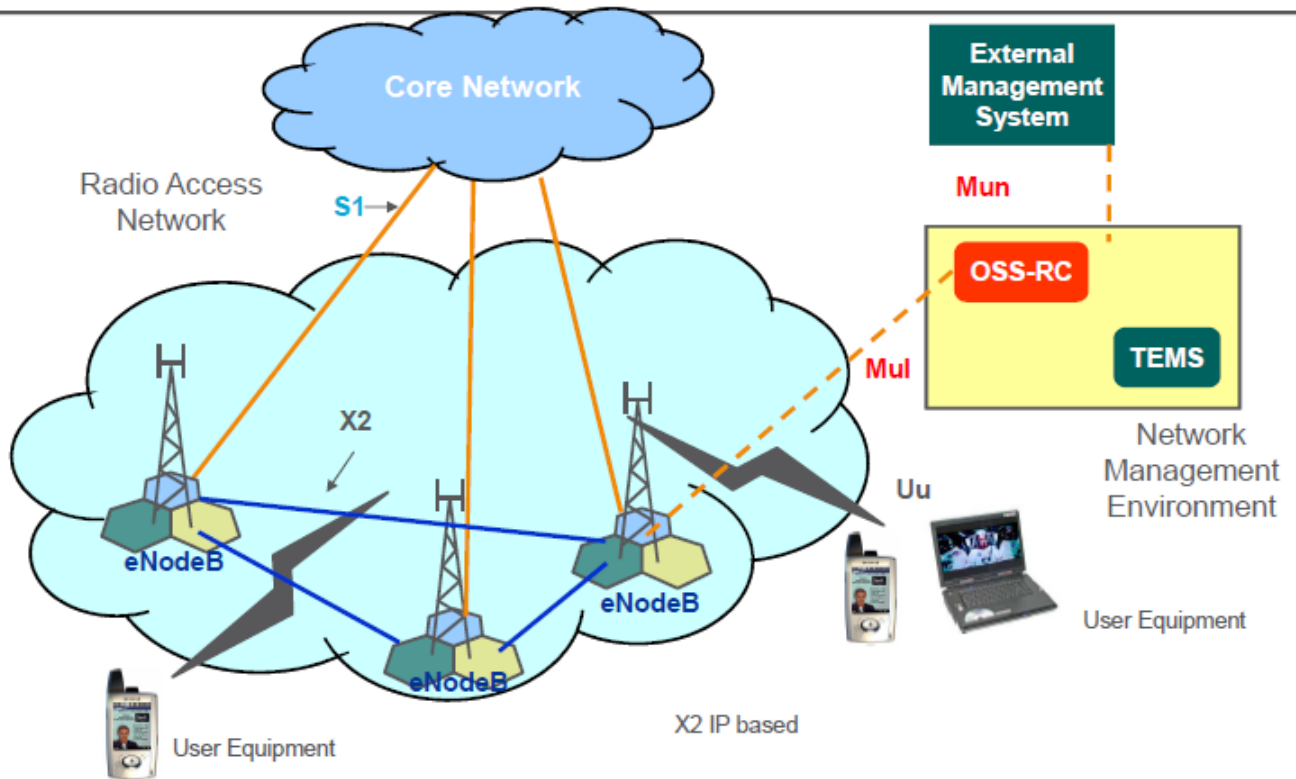 Core Network
External
Management
System
Radio Access
Network
S1
Mun
OSS-RC
TEMS
Mul
X2
Network
Management
Environment
Uu
eNodeB
eNodeB
eNodeB
User Equipment
X2 IP based
User Equipment